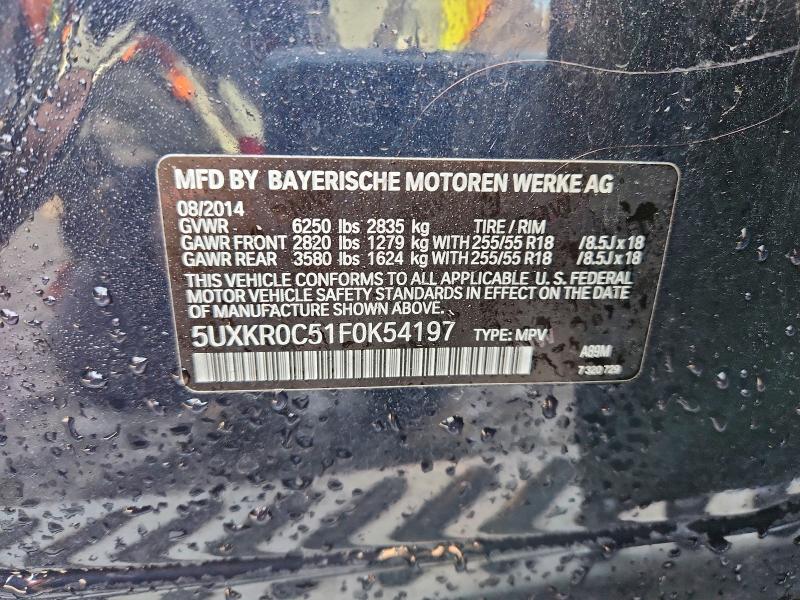 MFD BY BAYERISCHE MOTOREN WERKE AG
08/2014
GVWR 6250 lbs 2835 kg TIRE / RIM
GAWR FRONT 2820 lbs 1279 kg WITH 255/55 R18 /8.5J x 18
GAWR REAR 3580 lbs 1624 kg WITH 255/55 R18 /8.5J x 18
THIS VEHICLE CONFORMS TO ALL APPLICABLE U. S. FEDERAL
MOTOR VEHICLE SAFETY STANDARDS IN EFFECT ON THE DATE
OF MANUFACTURE SHOWN ABOVE.
5UXKR0C51F0K54197 TYPE: MPV
A89M
7320729